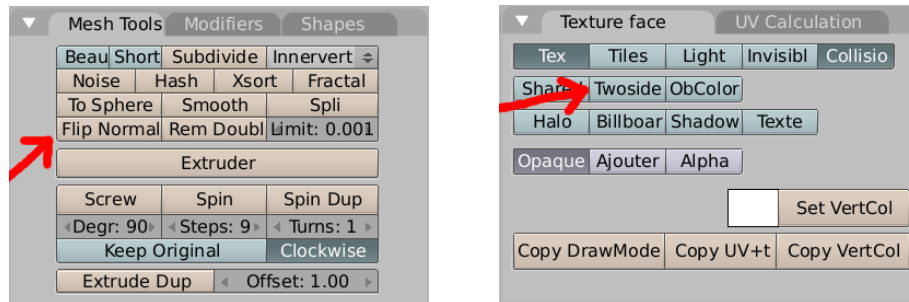 Mesh Tools Modifiers Shapes
Beau Short Subdivide Innervert
Noise Hash Xsort Fractal
To Sphere Smooth Spli
Flip Normal Rem Doubl Limit: 0.001
Extruder
Screw Spin Spin Dup
Degr: 90 Steps: 9 Turns: 1
Keep Original Clockwise
Extrude Dup Offset: 1.00
Texture face UV Calculation
Tex Tiles Light Invisibl Collisio
Shared Twoside ObColor
Halo Billboar Shadow Texte
Opaque Ajouter Alpha
Set VertCol
Copy DrawMode Copy UV+t Copy VertCol